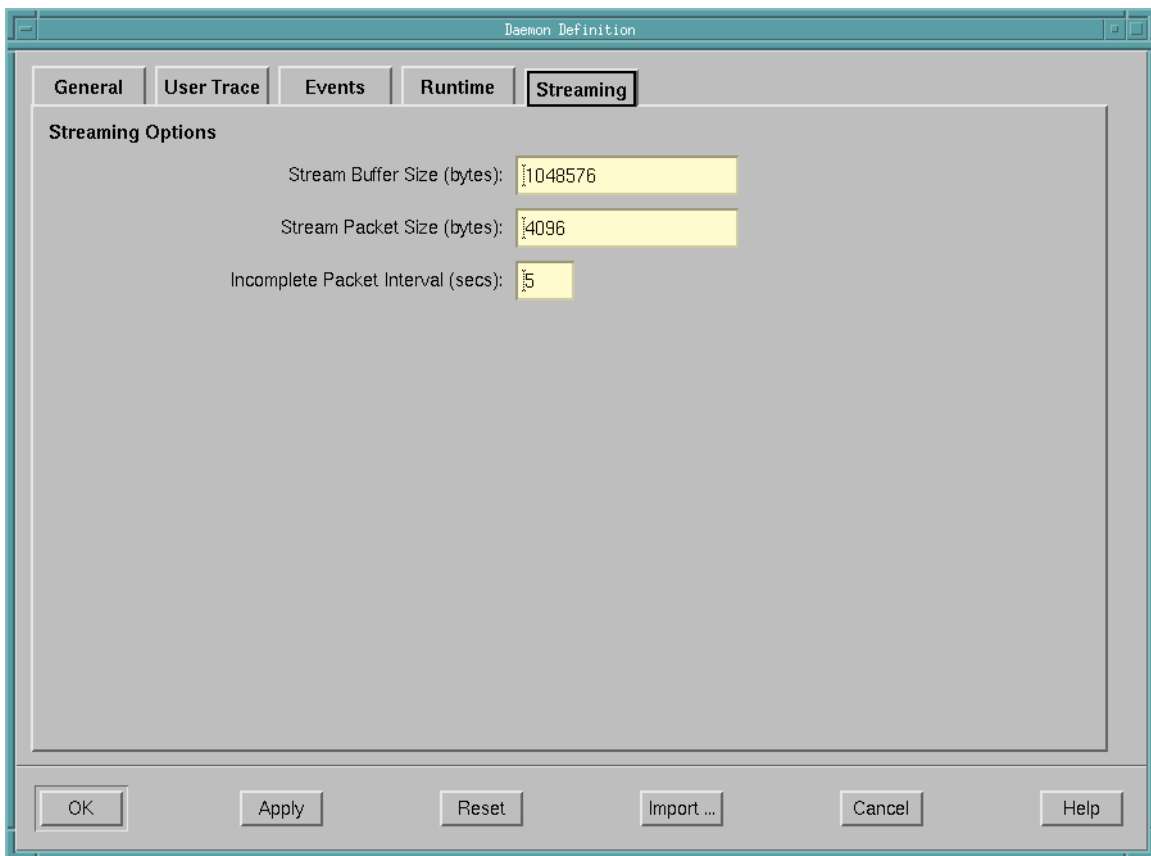 Daemon Definition
General User Trace Events Runtime Streaming
Streaming Options
Stream Buffer Size (bytes): 1048576
Stream Packet Size (bytes): 4096
Incomplete Packet Interval (secs): 5
OK Apply Reset Import ... Cancel Help